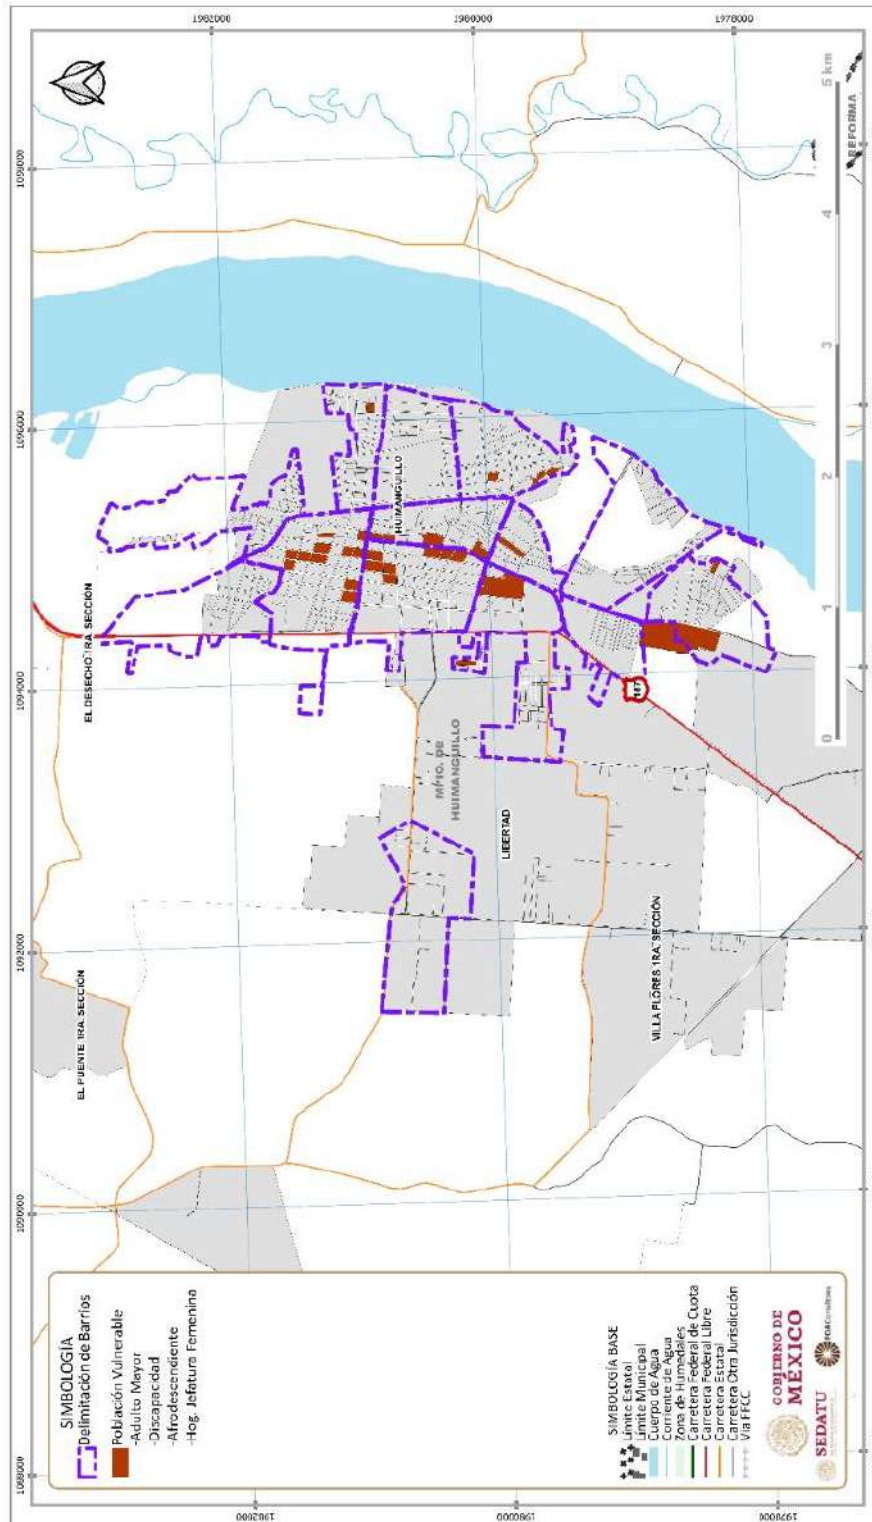 1982000
1980000
1978000
1098000
1096000
1094000
1092000
1090000
1088000
1982000
1980000
1978000
0
1
2
3
4
5 km
REFORMA
HUIMANGUILLO
EL DESECHO 1RA. SECCIÓN
MPIO. DE
HUIMANGUILLO
LIBERTAD
187
EL PUENTE 1RA. SECCIÓN
VILLA FLORES 1RA. SECCIÓN
SIMBOLOGÍA
Delimitación de Barrios
Población Vulnerable
-Adulto Mayor
-Discapacidad
-Afrodescendiente
-Hog. Jefatura Femenina
SIMBOLOGÍA BASE
Límite Estatal
Límite Municipal
Cuerpo de Agua
Corriente de Agua
Zona de Humedales
Carretera Federal de Cuota
Carretera Federal Libre
Carretera Estatal
Carretera Otra Jurisdicción
Vía FFCC
GOBIERNO DE
MÉXICO
SEDATU